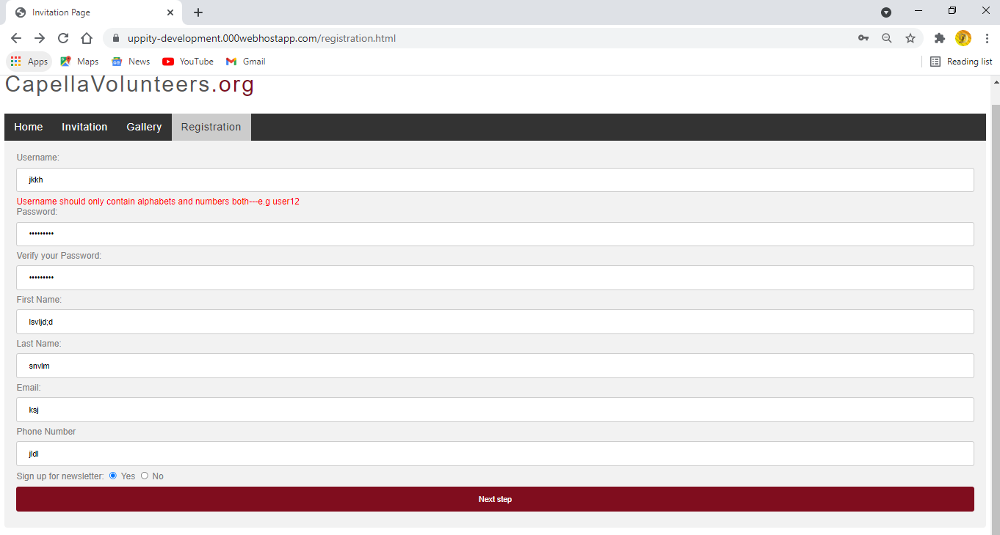 Invitation Page
uppity-development.000webhostapp.com/registration.html
Apps Maps News YouTube Gmail Reading list
CapellaVolunteers.org
Home Invitation Gallery Registration
Username:
jkkh
Username should only contain alphabets and numbers both---e.g user12
Password:
•••••••••
Verify your Password:
•••••••••
First Name:
lsvljd;d
Last Name:
snvlm
Email:
ksj
Phone Number
jldl
Sign up for newsletter: Yes No
Next step